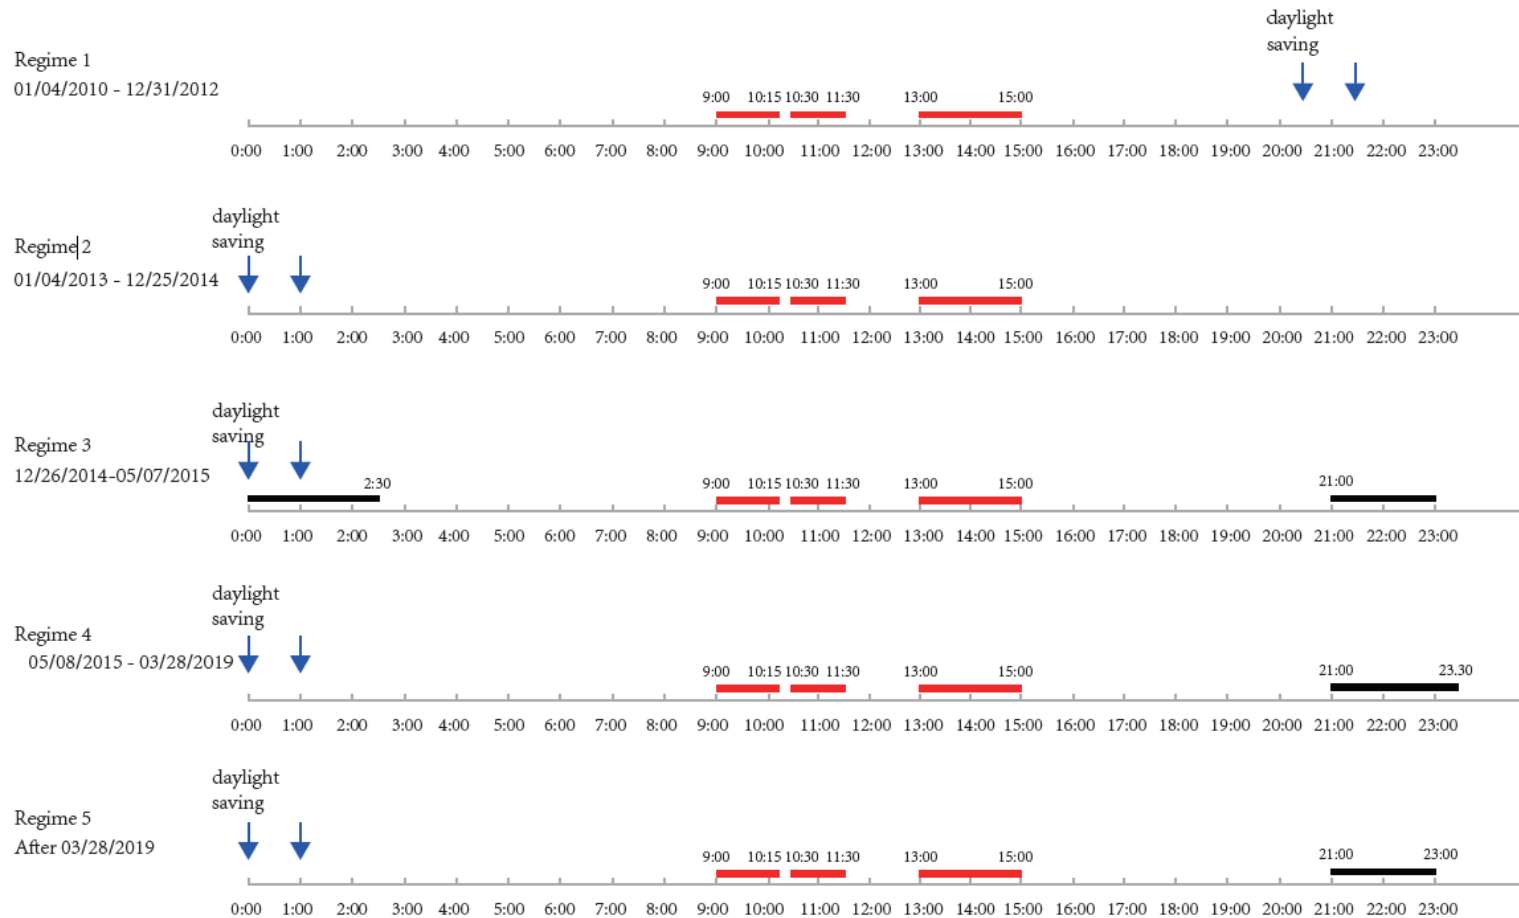 daylight
saving
Regime 1
01/04/2010 - 12/31/2012
9:00 10:15 10:30 11:30 13:00 15:00
0:00 1:00 2:00 3:00 4:00 5:00 6:00 7:00 8:00 9:00 10:00 11:00 12:00 13:00 14:00 15:00 16:00 17:00 18:00 19:00 20:00 21:00 22:00 23:00
daylight
saving
Regime 2
01/04/2013 - 12/25/2014
9:00 10:15 10:30 11:30 13:00 15:00
0:00 1:00 2:00 3:00 4:00 5:00 6:00 7:00 8:00 9:00 10:00 11:00 12:00 13:00 14:00 15:00 16:00 17:00 18:00 19:00 20:00 21:00 22:00 23:00
daylight
saving
Regime 3
12/26/2014-05/07/2015
2:30 9:00 10:15 10:30 11:30 13:00 15:00 21:00
0:00 1:00 2:00 3:00 4:00 5:00 6:00 7:00 8:00 9:00 10:00 11:00 12:00 13:00 14:00 15:00 16:00 17:00 18:00 19:00 20:00 21:00 22:00 23:00
daylight
saving
Regime 4
05/08/2015 - 03/28/2019
9:00 10:15 10:30 11:30 13:00 15:00 21:00 23.30
0:00 1:00 2:00 3:00 4:00 5:00 6:00 7:00 8:00 9:00 10:00 11:00 12:00 13:00 14:00 15:00 16:00 17:00 18:00 19:00 20:00 21:00 22:00 23:00
daylight
saving
Regime 5
After 03/28/2019
9:00 10:15 10:30 11:30 13:00 15:00 21:00 23:00
0:00 1:00 2:00 3:00 4:00 5:00 6:00 7:00 8:00 9:00 10:00 11:00 12:00 13:00 14:00 15:00 16:00 17:00 18:00 19:00 20:00 21:00 22:00 23:00